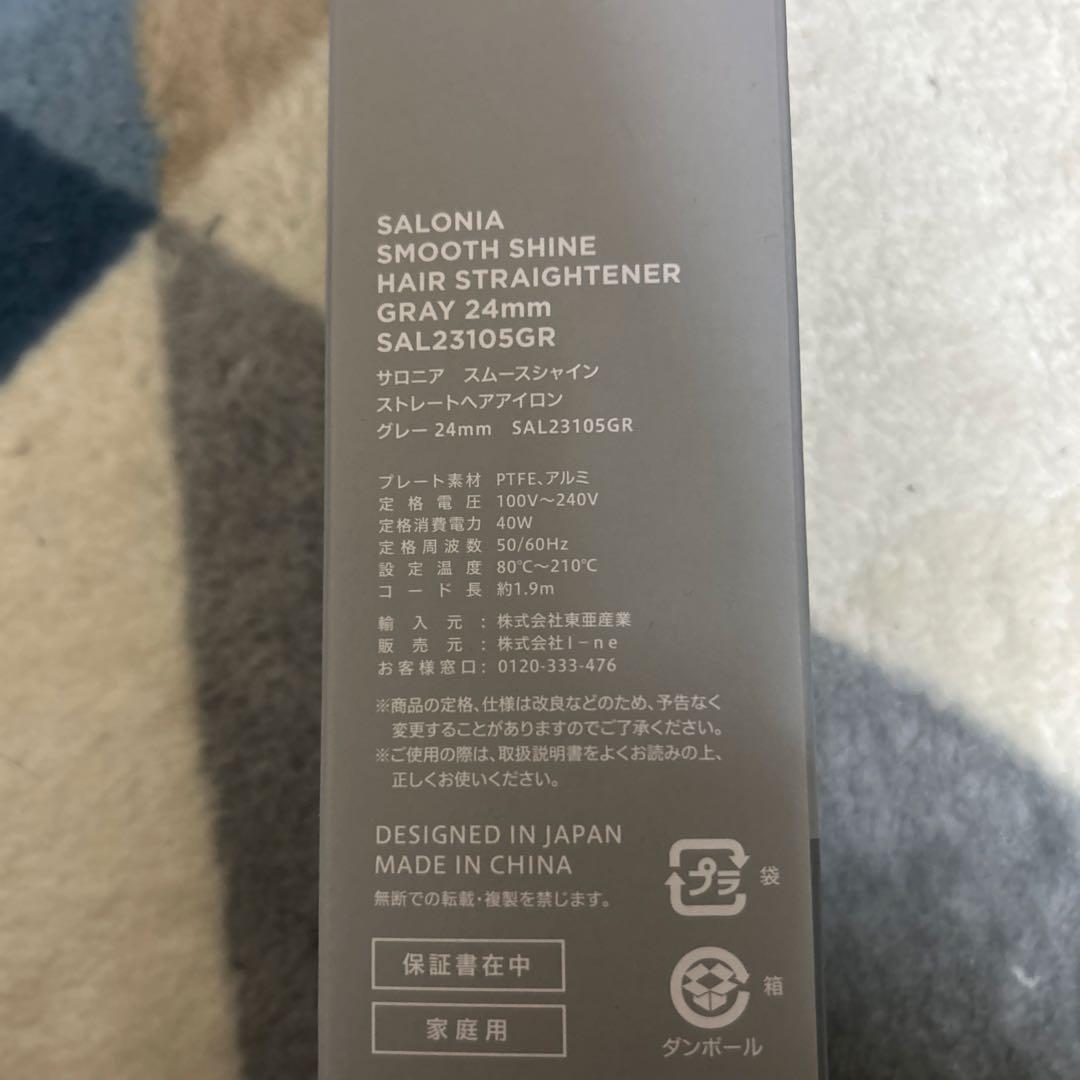 SALONIA
SMOOTH SHINE
HAIR STRAIGHTENER
GRAY 24mm
SAL23105GR
サロニア　スムースシャイン
ストレートヘアアイロン
グレー 24mm　SAL23105GR
プレート素材 PTFE、アルミ
定格電圧 100V〜240V
定格消費電力 40W
定格周波数 50/60Hz
設定温度 80℃〜210℃
コード長 約1.9m
輸入元：株式会社東亜産業
販売元：株式会社I−ne
お客様窓口：0120-333-476
※商品の定格、仕様は改良などのため、予告なく
変更することがありますのでご了承ください。
※ご使用の際は、取扱説明書をよくお読みの上、
正しくお使いください。
DESIGNED IN JAPAN
MADE IN CHINA
無断での転載・複製を禁じます。
プラ 袋
保証書在中
箱
家庭用
ダンボール